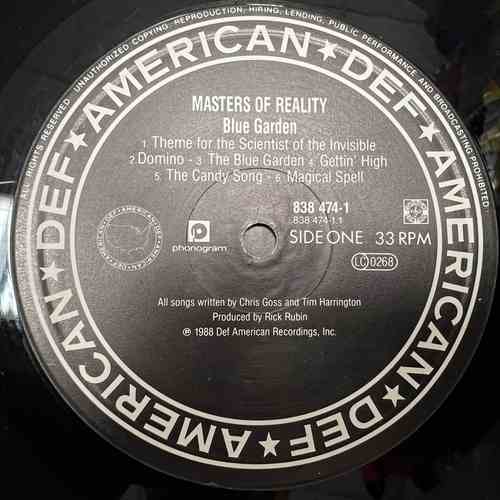 ALL RIGHTS RESERVED UNAUTHORIZED COPYING, REPRODUCTION, HIRING, LENDING, PUBLIC PERFORMANCE AND BROADCASTING PROHIBITED
DEF★AMERICAN★DEF★AMERICAN★DEF★AMERICAN★
MASTERS OF REALITY
Blue Garden
1. Theme for the Scientist of the Invisible
2. Domino - 3. The Blue Garden 4. Gettin' High
5. The Candy Song - 6. Magical Spell
838 474-1
838 474-1.1
phonogram
SIDE ONE 33 RPM
LC 0268
All songs written by Chris Goss and Tim Harrington
Produced by Rick Rubin
℗ 1988 Def American Recordings, Inc.